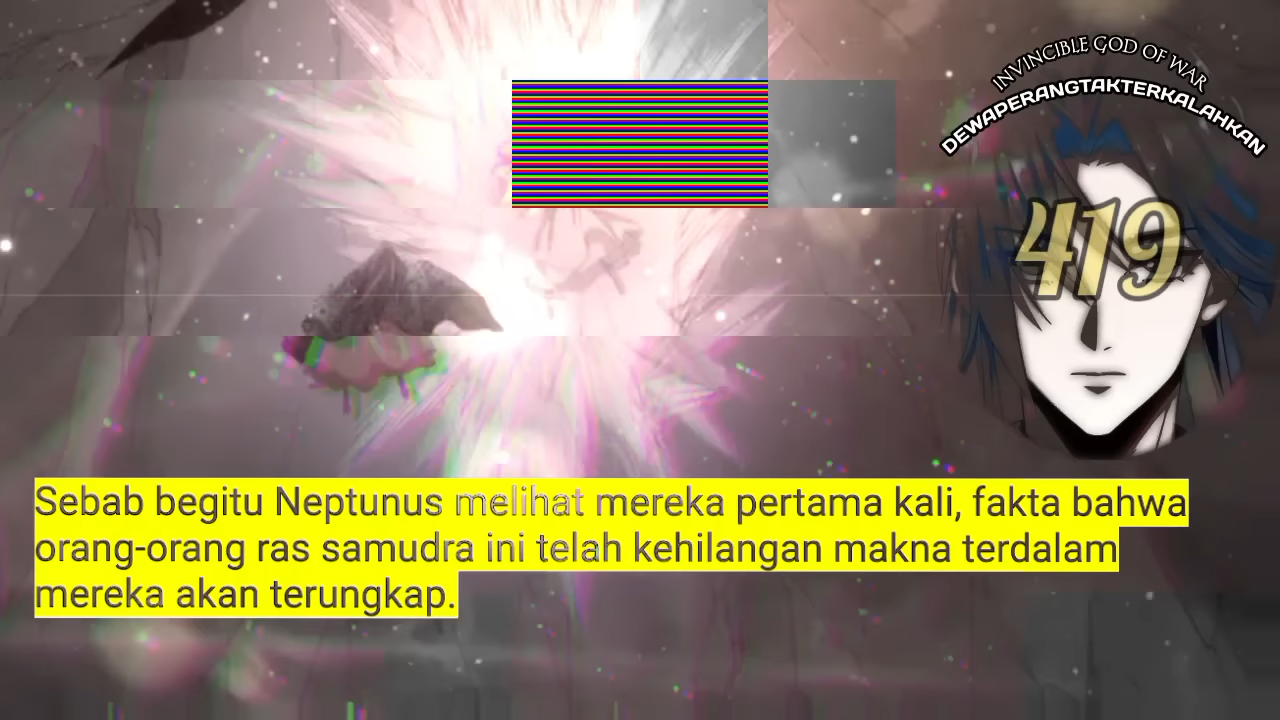 INVINCIBLE GOD OF WAR
DEWAPERANGTAKTERKALAHKAN
419
Sebab begitu Neptunus melihat mereka pertama kali, fakta bahwa
orang-orang ras samudra ini telah kehilangan makna terdalam
mereka akan terungkap.